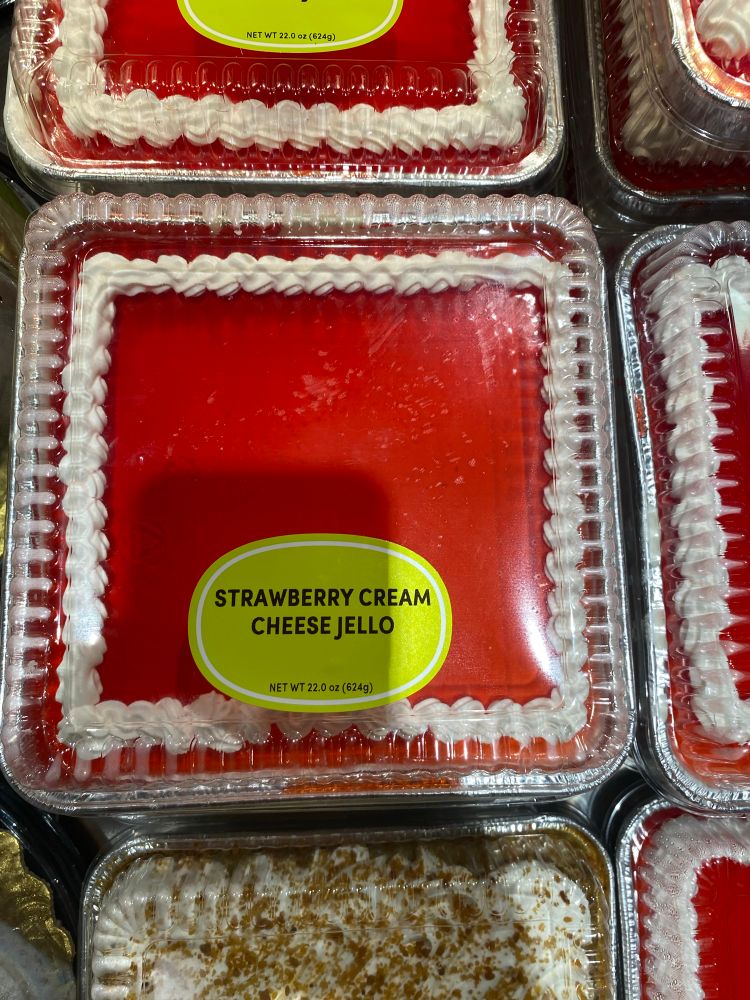 NET WT 22.0 oz (624g)
STRAWBERRY CREAM
CHEESE JELLO
NET WT 22.0 oz (624g)